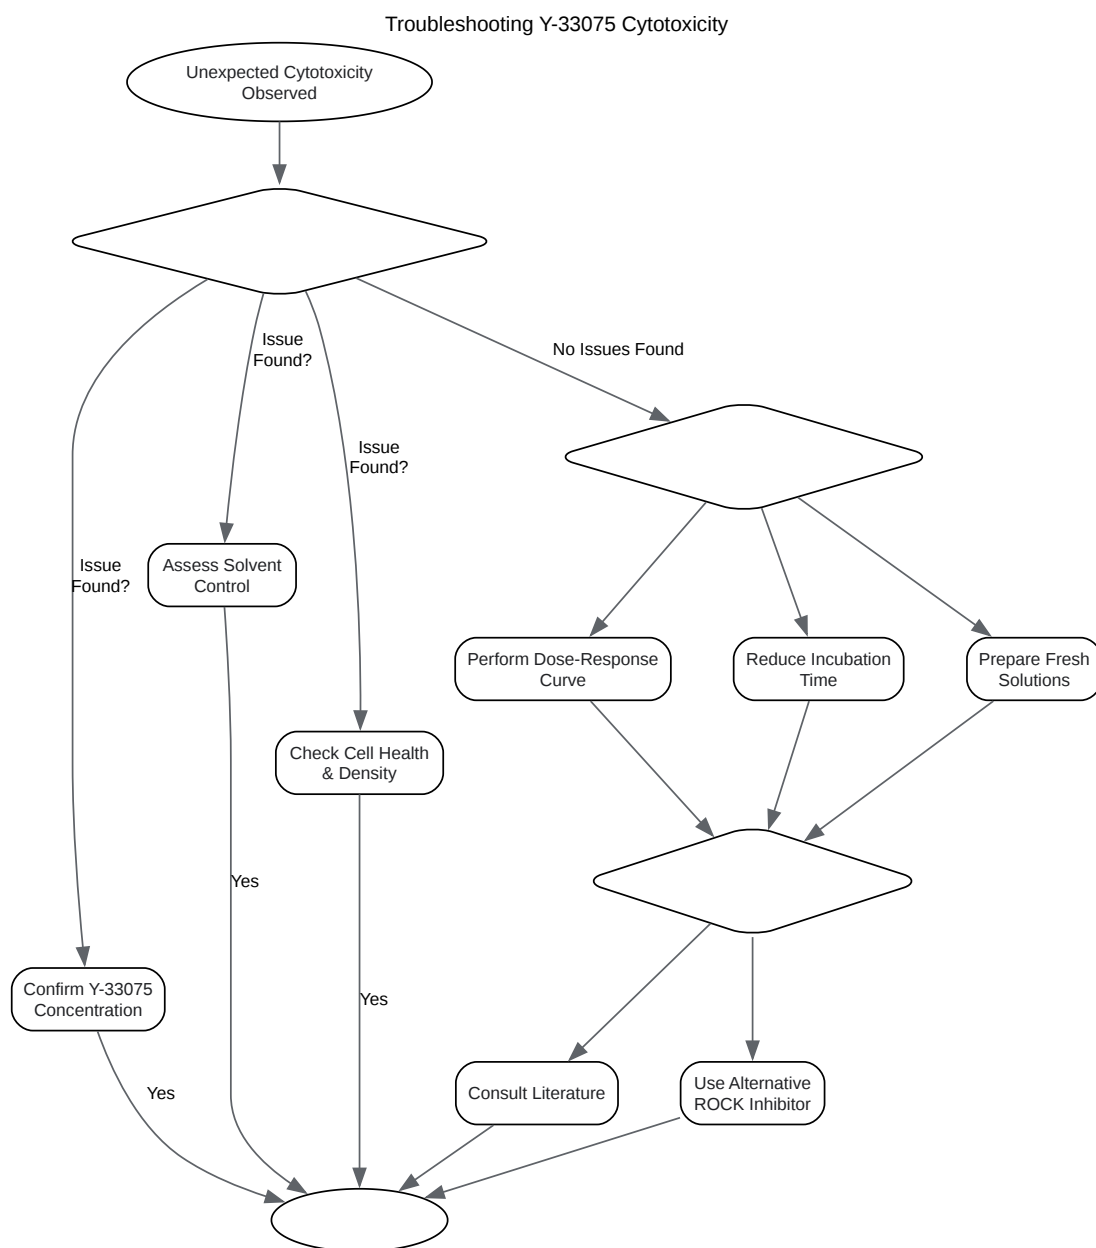 Troubleshooting Y-33075 Cytotoxicity
Unexpected Cytotoxicity
Observed
Issue
Found?
No Issues Found
Issue
Found?
Issue
Found?
Assess Solvent
Control
Perform Dose-Response
Curve
Reduce Incubation
Time
Prepare Fresh
Solutions
Check Cell Health
& Density
Yes
Confirm Y-33075
Concentration
Yes
Yes
Consult Literature
Use Alternative
ROCK Inhibitor